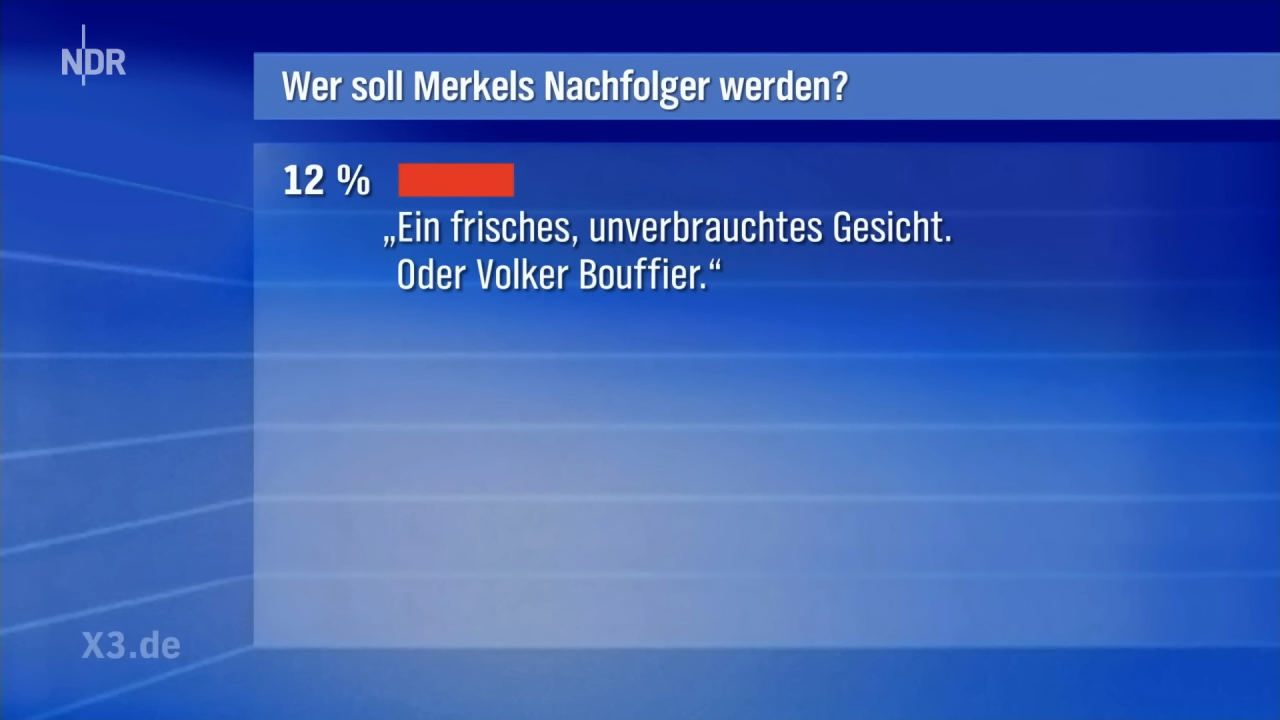 NDR
Wer soll Merkels Nachfolger werden?
12 %
„Ein frisches, unverbrauchtes Gesicht.
Oder Volker Bouffier.“
X3.de